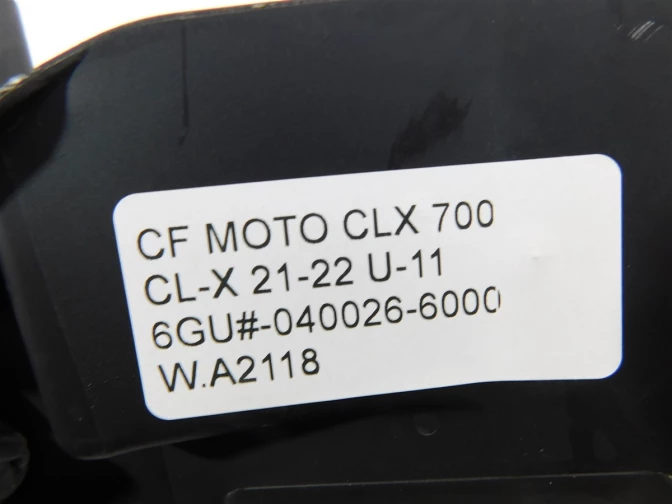 CF MOTO CLX 700
CL-X 21-22 U-11
6GU#-040026-6000
W.A2118